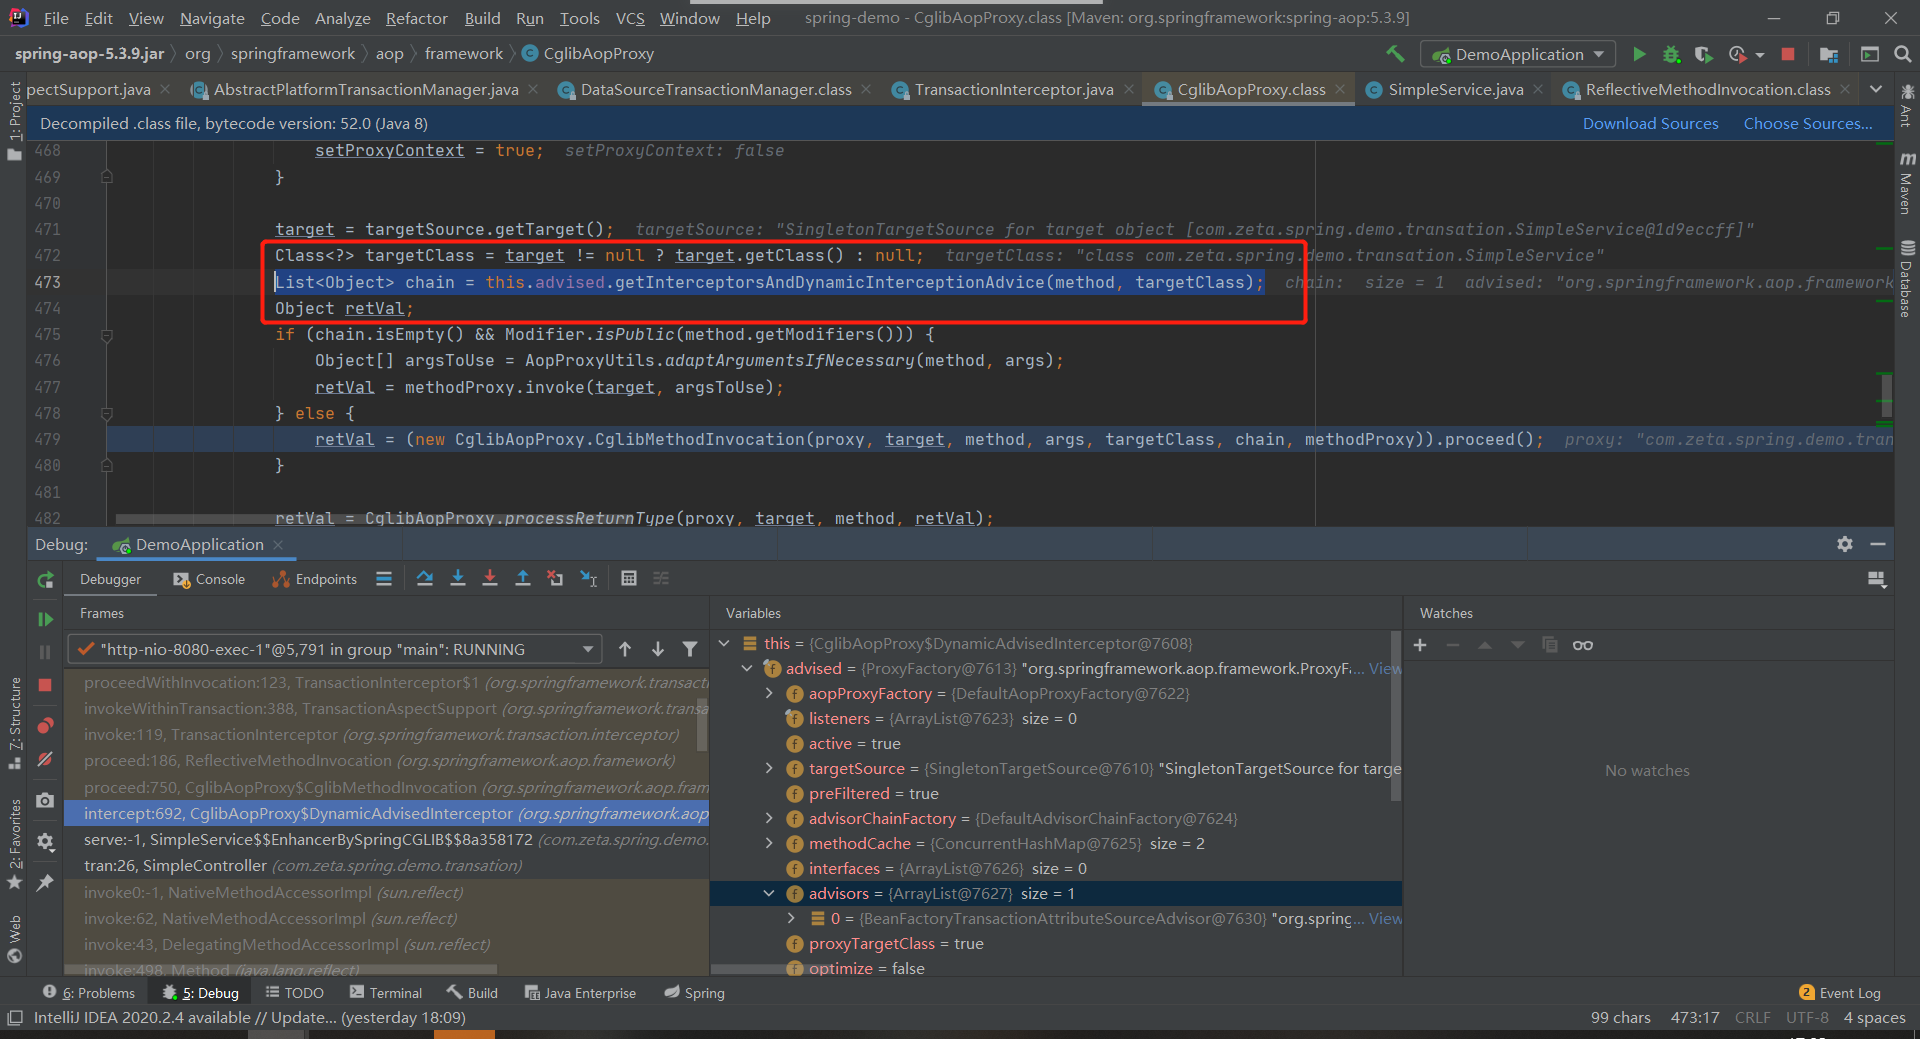 File Edit View Navigate Code Analyze Refactor Build Run Tools VCS Window Help spring-demo - CglibAopProxy.class [Maven: org.springframework:spring-aop:5.3.9]
spring-aop-5.3.9.jar org springframework aop framework CglibAopProxy DemoApplication
pectSupport.java AbstractPlatformTransactionManager.java DataSourceTransactionManager.class TransactionInterceptor.java CglibAopProxy.class SimpleService.java ReflectiveMethodInvocation.class
Decompiled .class file, bytecode version: 52.0 (Java 8) Download Sources Choose Sources...
468 setProxyContext = true; setProxyContext: false
469 }
470
471 target = targetSource.getTarget(); targetSource: "SingletonTargetSource for target object [com.zeta.spring.demo.transation.SimpleService@1d9eccff]"
472 Class<?> targetClass = target != null ? target.getClass() : null; targetClass: "class com.zeta.spring.demo.transation.SimpleService"
473 List<Object> chain = this.advised.getInterceptorsAndDynamicInterceptionAdvice(method, targetClass); chain: size = 1 advised: "org.springframework.aop.framework
474 Object retVal;
475 if (chain.isEmpty() && Modifier.isPublic(method.getModifiers())) {
476 Object[] argsToUse = AopProxyUtils.adaptArgumentsIfNecessary(method, args);
477 retVal = methodProxy.invoke(target, argsToUse);
478 } else {
479 retVal = (new CglibAopProxy.CglibMethodInvocation(proxy, target, method, args, targetClass, chain, methodProxy)).proceed(); proxy: "com.zeta.spring.demo.tran
480 }
481
482 retVal = CglibAopProxy.processReturnType(proxy, target, method, retVal);
1: Project
7: Structure
2: Favorites
Web
Ant
Maven
Database
Debug: DemoApplication
Debugger Console Endpoints
Frames
"http-nio-8080-exec-1"@5,791 in group "main": RUNNING
proceedWithInvocation:123, TransactionInterceptor$1 (org.springframework.transacti
invokeWithinTransaction:388, TransactionAspectSupport (org.springframework.transa
invoke:119, TransactionInterceptor (org.springframework.transaction.interceptor)
proceed:186, ReflectiveMethodInvocation (org.springframework.aop.framework)
proceed:750, CglibAopProxy$CglibMethodInvocation (org.springframework.aop.fram
intercept:692, CglibAopProxy$DynamicAdvisedInterceptor (org.springframework.aop
serve:-1, SimpleService$$EnhancerBySpringCGLIB$$8a358172 (com.zeta.spring.demo.
tran:26, SimpleController (com.zeta.spring.demo.transation)
invoke0:-1, NativeMethodAccessorImpl (sun.reflect)
invoke:62, NativeMethodAccessorImpl (sun.reflect)
invoke:43, DelegatingMethodAccessorImpl (sun.reflect)
invoke:498, Method (java.lang.reflect)
Variables
this = {CglibAopProxy$DynamicAdvisedInterceptor@7608}
advised = {ProxyFactory@7613} "org.springframework.aop.framework.ProxyF... View
aopProxyFactory = {DefaultAopProxyFactory@7622}
listeners = {ArrayList@7623} size = 0
active = true
targetSource = {SingletonTargetSource@7610} "SingletonTargetSource for targe
preFiltered = true
advisorChainFactory = {DefaultAdvisorChainFactory@7624}
methodCache = {ConcurrentHashMap@7625} size = 2
interfaces = {ArrayList@7626} size = 0
advisors = {ArrayList@7627} size = 1
0 = {BeanFactoryTransactionAttributeSourceAdvisor@7630} "org.spring... View
proxyTargetClass = true
optimize = false
Watches
No watches
6: Problems 5: Debug TODO Terminal Build Java Enterprise Spring 2 Event Log
IntelliJ IDEA 2020.2.4 available // Update... (yesterday 18:09) 99 chars 473:17 CRLF UTF-8 4 spaces